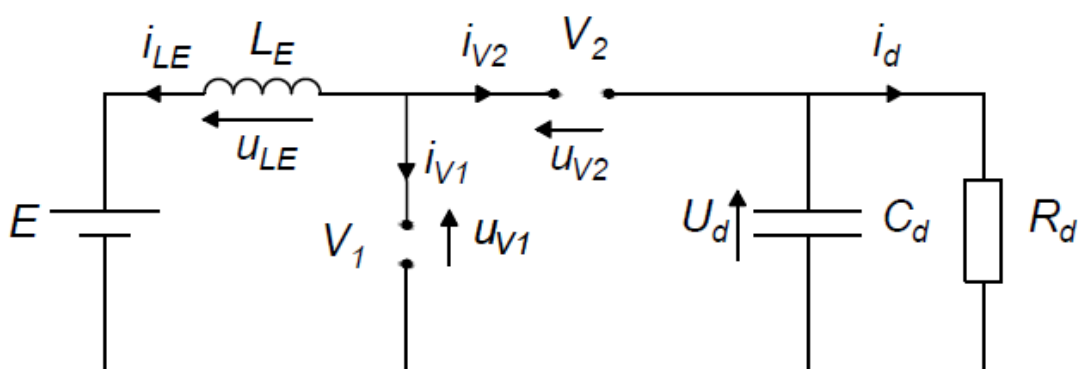 i_LE L_E i_V2 V_2 i_d
u_LE i_V1 u_V2
E V_1 u_V1 U_d C_d R_d